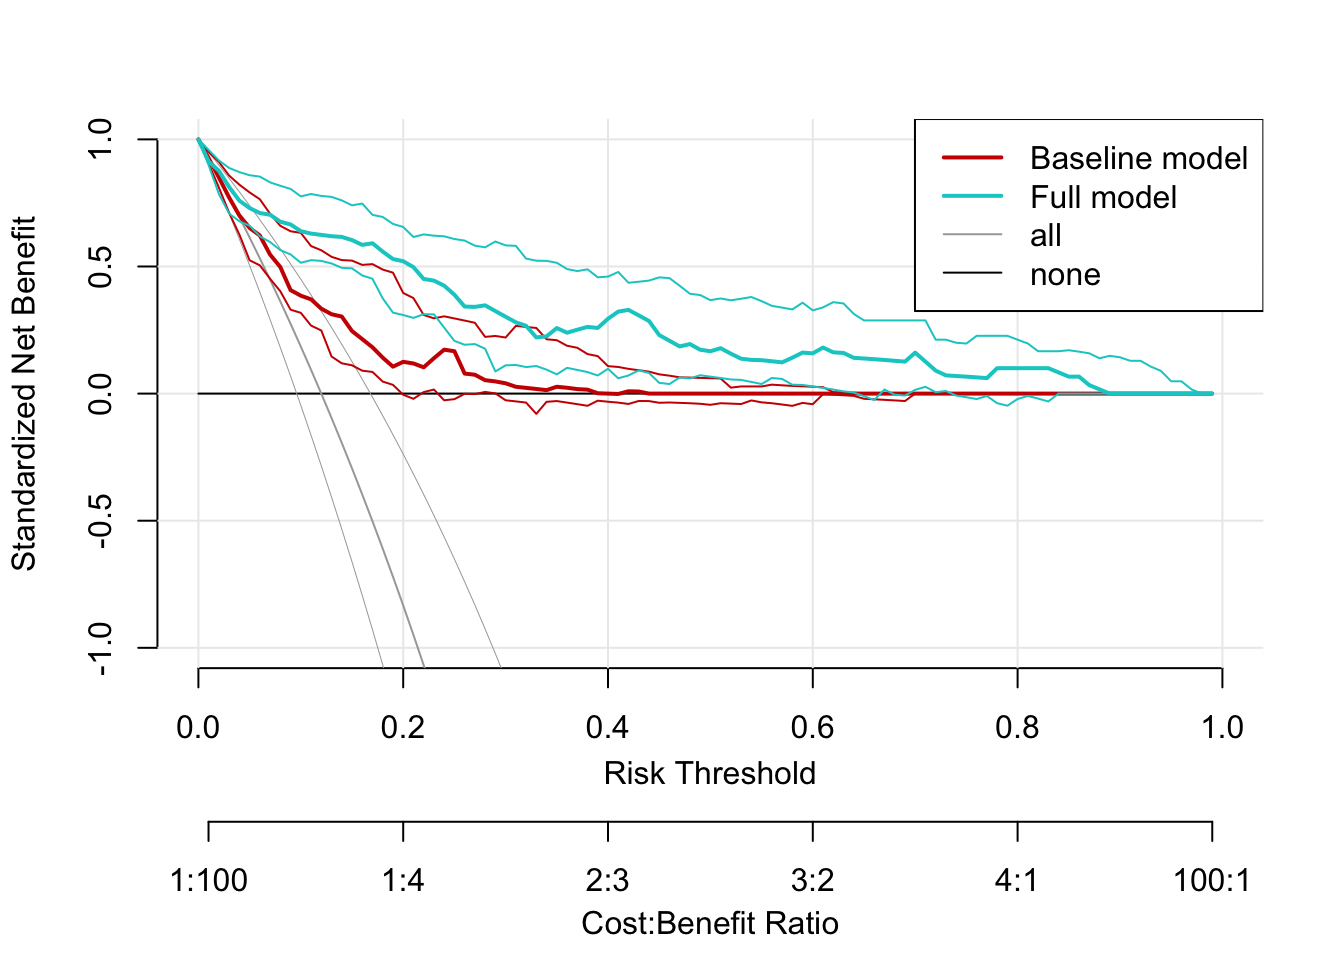 Standardized Net Benefit
1.0
0.5
0.0
-0.5
-1.0
Baseline model
Full model
all
none
0.0 0.2 0.4 0.6 0.8 1.0
Risk Threshold
1:100 1:4 2:3 3:2 4:1 100:1
Cost:Benefit Ratio